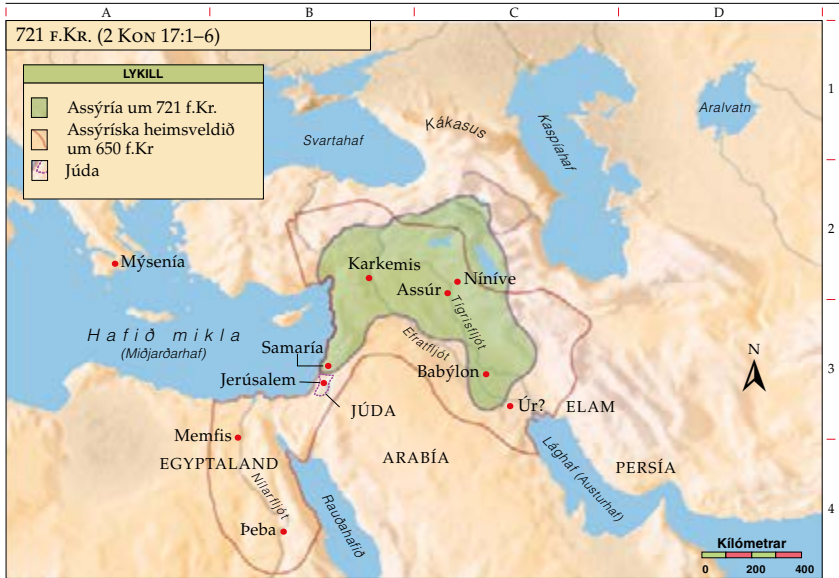 A B C D
721 F.KR. (2 KON 17:1–6)
LYKILL
Assýría um 721 f.Kr.
Assýríska heimsveldið
um 650 f.Kr
Júda
1
2
3
4
Svartahaf
Kákasus
Kaspíahaf
Aralvatn
Mýsenía
Karkemis
Níníve
Assúr
Tígrisfljót
Hafið mikla
(Miðjarðarhaf)
Efratfljót
Samaría
Babýlon
Jerúsalem
JÚDA
Úr?
ELAM
N
Memfis
EGYPTALAND
ARABÍA
PERSÍA
Lághaf (Austurhaf)
Nílarfljót
Rauðahafið
Þeba
Kílómetrar
0 200 400